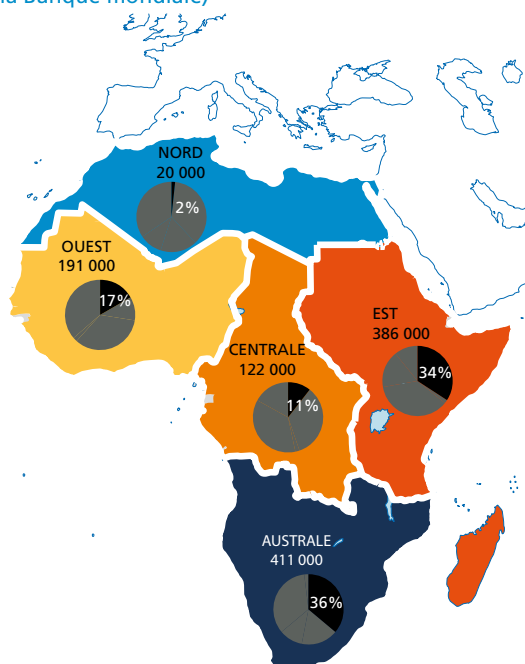 la Banque mondiale)
NORD
20 000
2%
OUEST
191 000
17%
EST
386 000
34%
CENTRALE
122 000
11%
AUSTRALE
411 000
36%